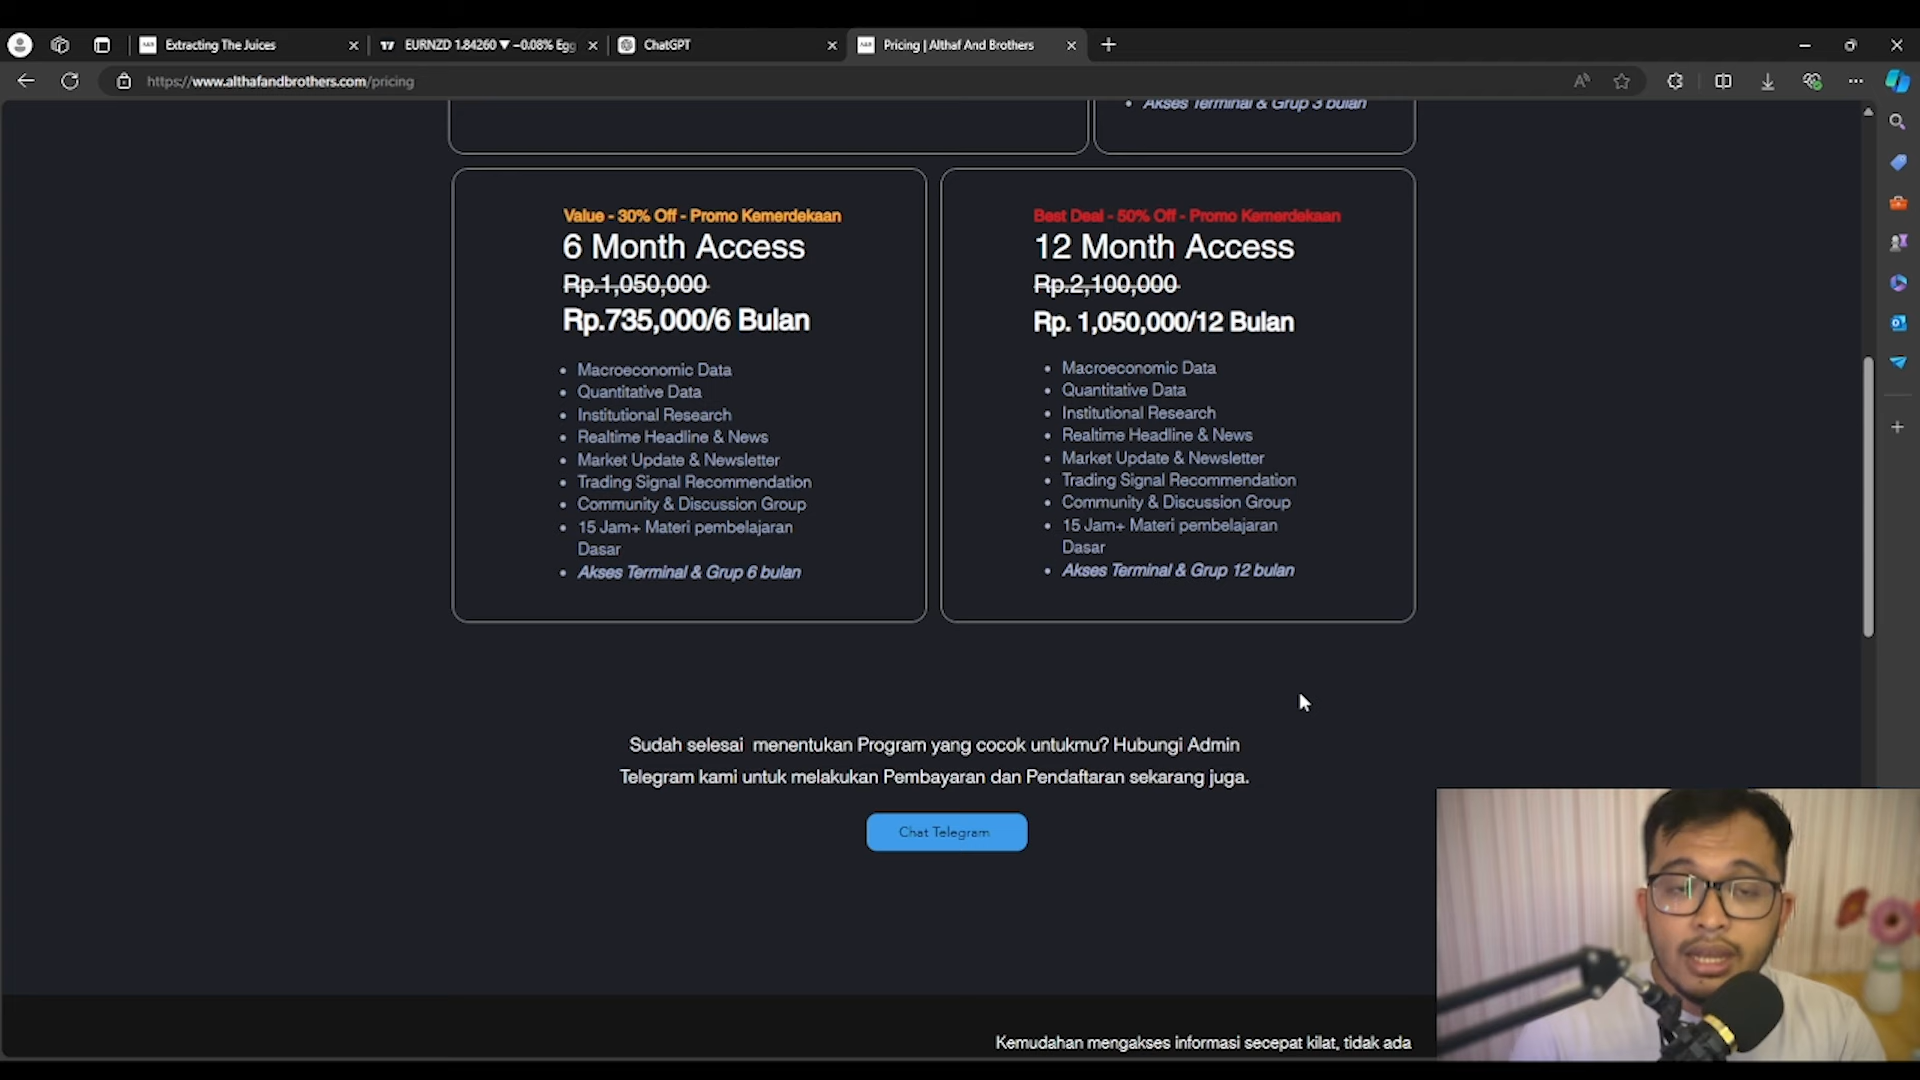 Extracting The Juices
EURNZD 1.84260 ▼ −0.08% Egg
ChatGPT
Pricing | Althaf And Brothers
https://www.althafandbrothers.com/pricing
Akses Terminal & Grup 3 bulan
Value - 30% Off - Promo Kemerdekaan
6 Month Access
Rp.1,050,000
Rp.735,000/6 Bulan
Macroeconomic Data
Quantitative Data
Institutional Research
Realtime Headline & News
Market Update & Newsletter
Trading Signal Recommendation
Community & Discussion Group
15 Jam+ Materi pembelajaran
Dasar
Akses Terminal & Grup 6 bulan
Best Deal - 50% Off - Promo Kemerdekaan
12 Month Access
Rp.2,100,000
Rp. 1,050,000/12 Bulan
Macroeconomic Data
Quantitative Data
Institutional Research
Realtime Headline & News
Market Update & Newsletter
Trading Signal Recommendation
Community & Discussion Group
15 Jam+ Materi pembelajaran
Dasar
Akses Terminal & Grup 12 bulan
Sudah selesai menentukan Program yang cocok untukmu? Hubungi Admin
Telegram kami untuk melakukan Pembayaran dan Pendaftaran sekarang juga.
Chat Telegram
Kemudahan mengakses informasi secepat kilat, tidak ada